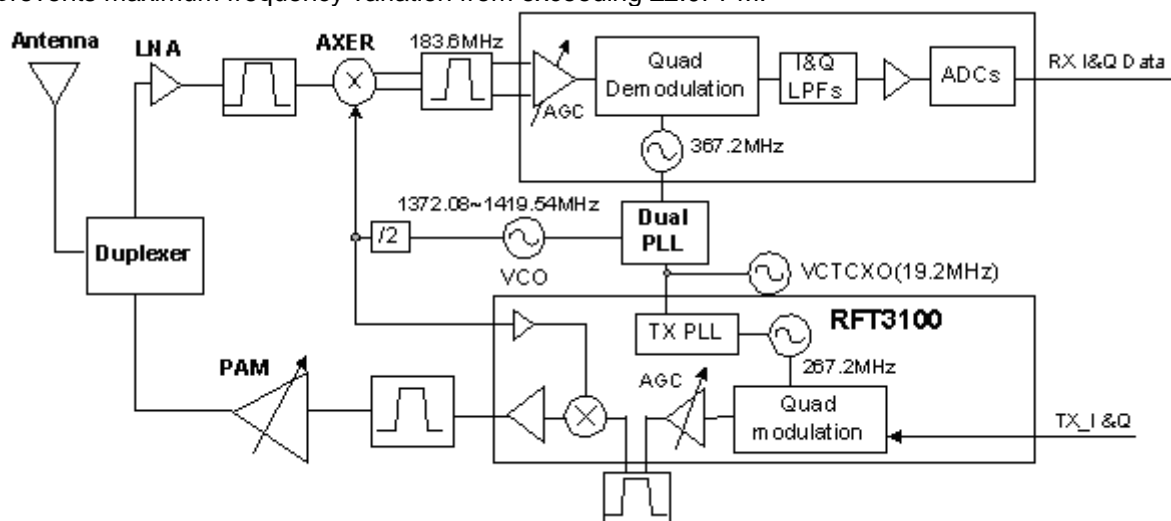 Antenna
LNA
AXER
183.6MHz
AGC
Quad
Demodulation
I&Q
LPFs
ADCs
RX I&Q Data
367.2MHz
1372.08~1419.54MHz
/2
VCO
Dual
PLL
VCTCXO(19.2MHz)
Duplexer
RFT3100
TX PLL
267.2MHz
PAM
AGC
Quad
modulation
TX_I &Q